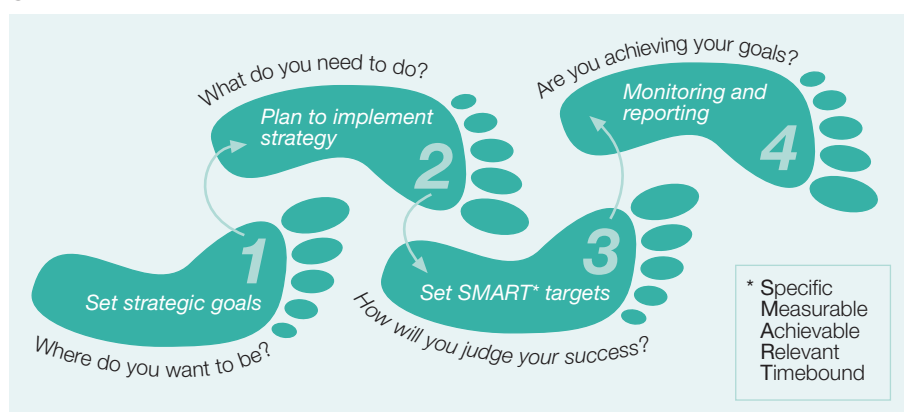 Where do you want to be?
Set strategic goals
1
What do you need to do?
Plan to implement
strategy
2
How will you judge your success?
Set SMART* targets
3
Are you achieving your goals?
Monitoring and
reporting
4
* Specific
Measurable
Achievable
Relevant
Timebound